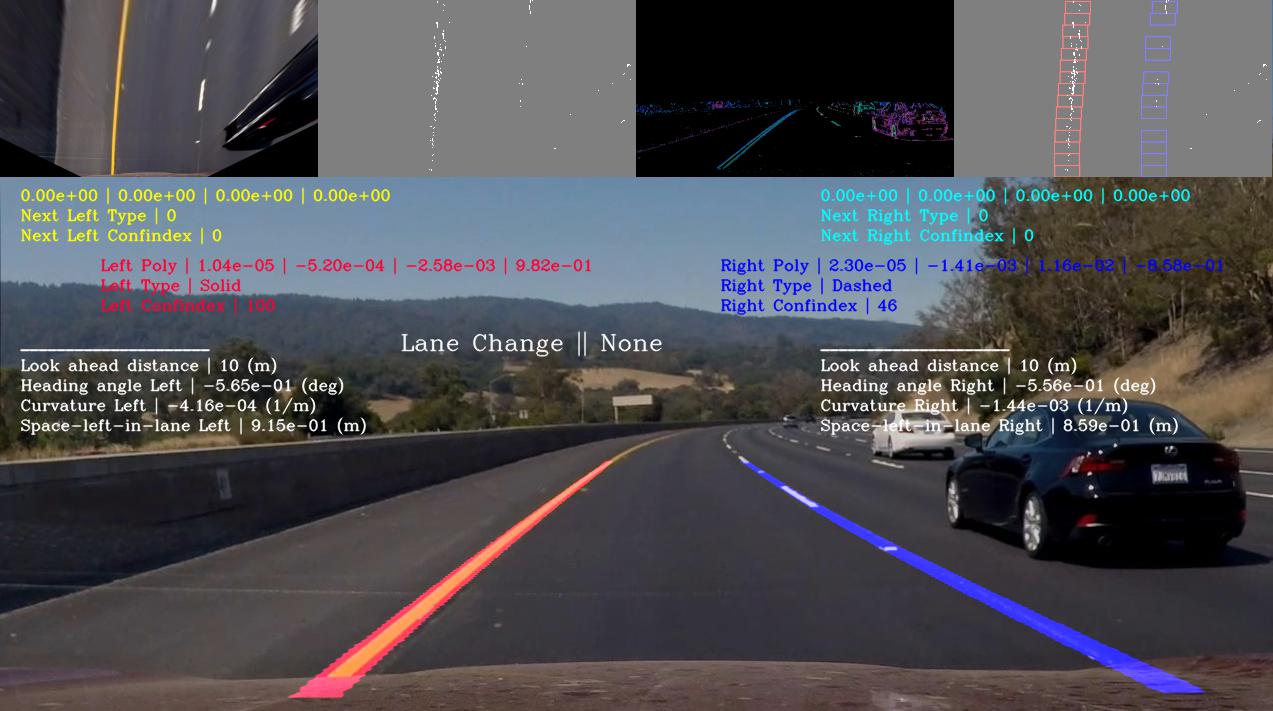 0.00e+00 | 0.00e+00 | 0.00e+00 | 0.00e+00
Next Left Type | 0
Next Left Confindex | 0
0.00e+00 | 0.00e+00 | 0.00e+00 | 0.00e+00
Next Right Type | 0
Next Right Confindex | 0
Left Poly | 1.04e-05 | -5.20e-04 | -2.58e-03 | 9.82e-01
Left Type | Solid
Left Confindex | 100
Right Poly | 2.30e-05 | -1.41e-03 | 1.16e-02 | -8.58e-01
Right Type | Dashed
Right Confindex | 46
Lane Change || None
Look ahead distance | 10 (m)
Heading angle Left | -5.65e-01 (deg)
Curvature Left | -4.16e-04 (1/m)
Space-left-in-lane Left | 9.15e-01 (m)
Look ahead distance | 10 (m)
Heading angle Right | -5.56e-01 (deg)
Curvature Right | -1.44e-03 (1/m)
Space-left-in-lane Right | 8.59e-01 (m)